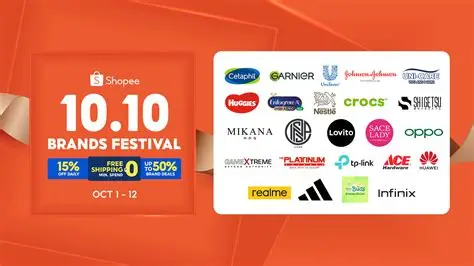 Shopee
10.10
BRANDS FESTIVAL
15%
OFF DAILY
FREE
SHIPPING
MIN. SPEND
0
UP TO
50%
BRAND DEALS
OCT 1 - 12
Cetaphil
GARNIER
Unilever
Johnson & Johnson
UNI-CARE
HUGGIES
Enfagrow A+
Nestlé
crocs
SHIGETSU
MIKANA
Lovito
SACE LADY
oppo
GAMEXTREME
PLATINUM
tp-link
ACE
Hardware
HUAWEI
realme
adidas
Infinix